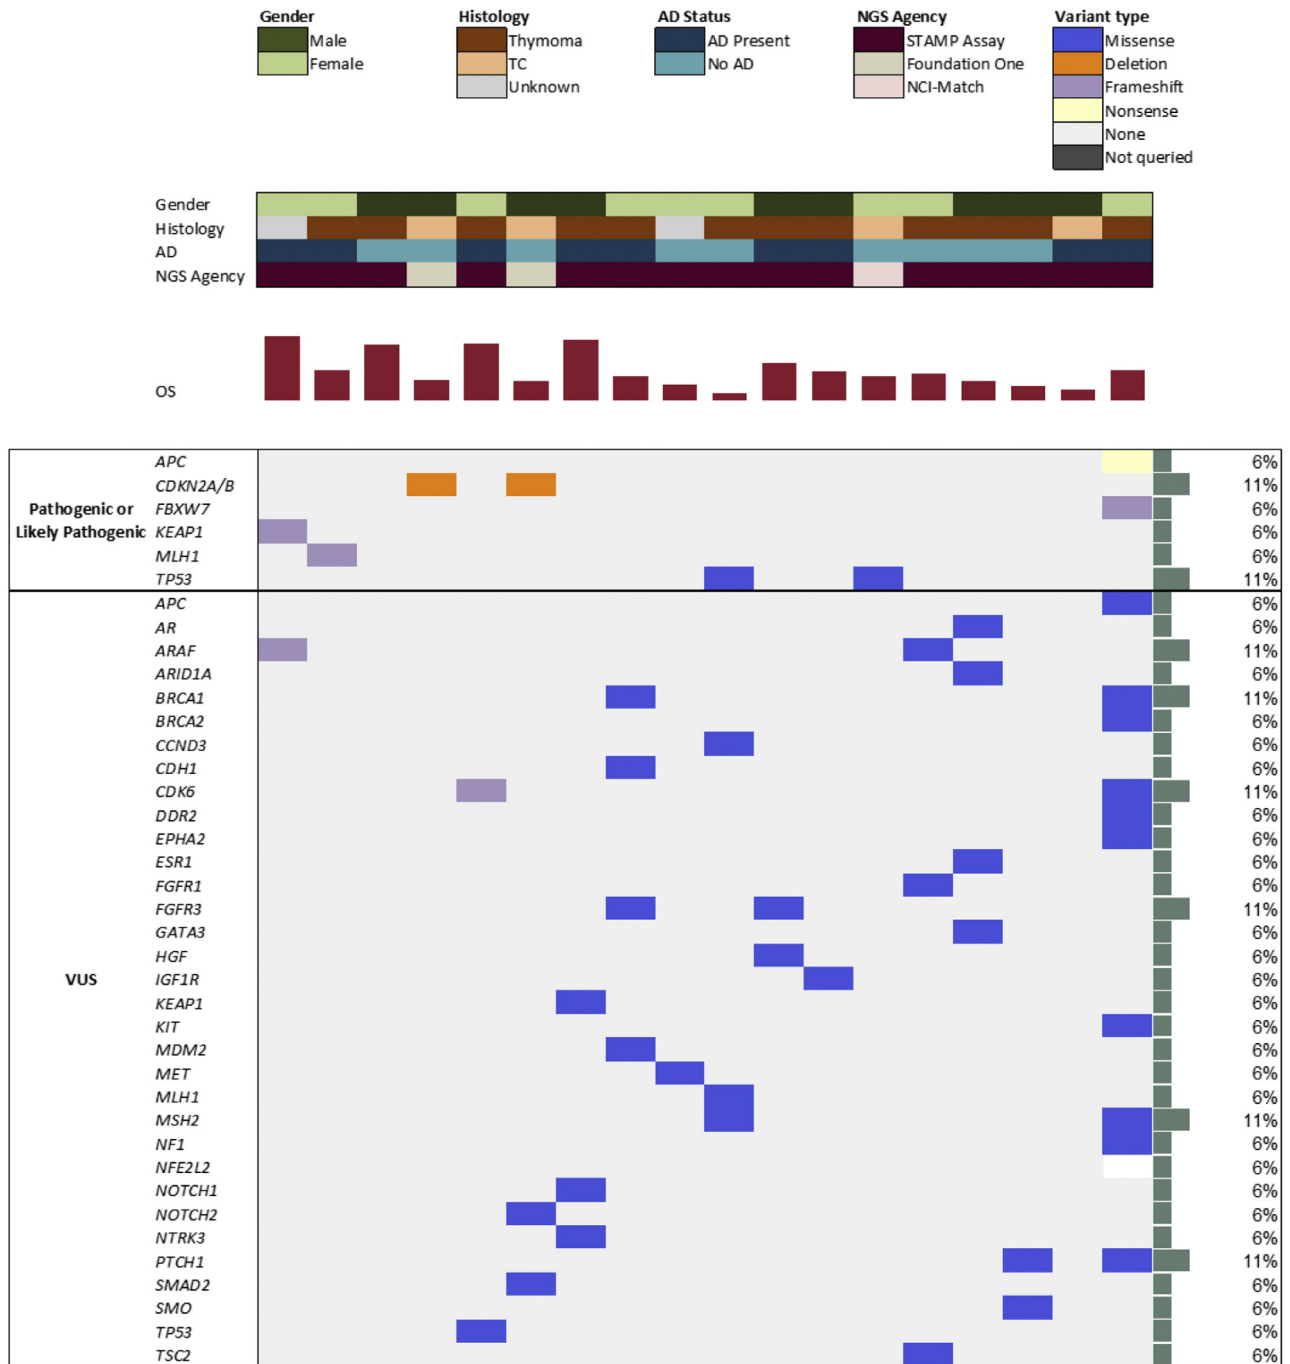 Gender Histology AD Status NGS Agency Variant type
Male Thymoma AD Present STAMP Assay Missense
Female TC No AD Foundation One Deletion
Unknown NCI-Match Frameshift
Nonsense
None
Not queried
Gender
Histology
AD
NGS Agency
OS
Pathogenic or
Likely Pathogenic
APC 6%
CDKN2A/B 11%
FBXW7 6%
KEAP1 6%
MLH1 6%
TP53 11%
VUS
APC 6%
AR 6%
ARAF 11%
ARID1A 6%
BRCA1 11%
BRCA2 6%
CCND3 6%
CDH1 6%
CDK6 11%
DDR2 6%
EPHA2 6%
ESR1 6%
FGFR1 6%
FGFR3 11%
GATA3 6%
HGF 6%
IGF1R 6%
KEAP1 6%
KIT 6%
MDM2 6%
MET 6%
MLH1 6%
MSH2 11%
NF1 6%
NFE2L2 6%
NOTCH1 6%
NOTCH2 6%
NTRK3 6%
PTCH1 11%
SMAD2 6%
SMO 6%
TP53 6%
TSC2 6%